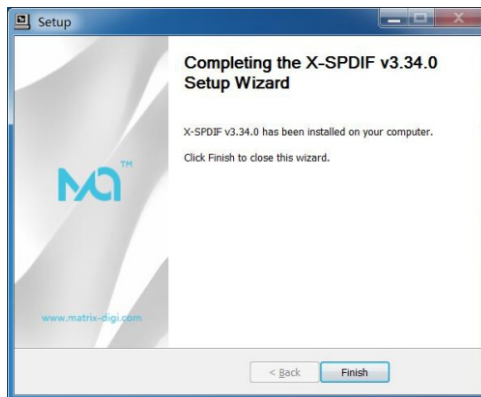 Setup
Completing the X-SPDIF v3.34.0
Setup Wizard
X-SPDIF v3.34.0 has been installed on your computer.
Click Finish to close this wizard.
TM
www.matrix-digi.com
< Back
Finish